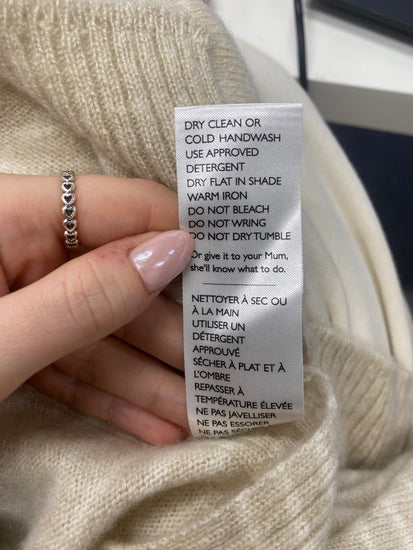 DRY CLEAN OR
COLD HANDWASH
USE APPROVED
DETERGENT
DRY FLAT IN SHADE
WARM IRON
DO NOT BLEACH
DO NOT WRING
DO NOT DRY TUMBLE
Or give it to your Mum,
she'll know what to do.
NETTOYER À SEC OU
À LA MAIN
UTILISER UN
DÉTERGENT
APPROUVÉ
SÉCHER À PLAT ET À
L'OMBRE
REPASSER À
TEMPÉRATURE ÉLEVÉE
NE PAS JAVELLISER
NE PAS ESSORER
NE PAS